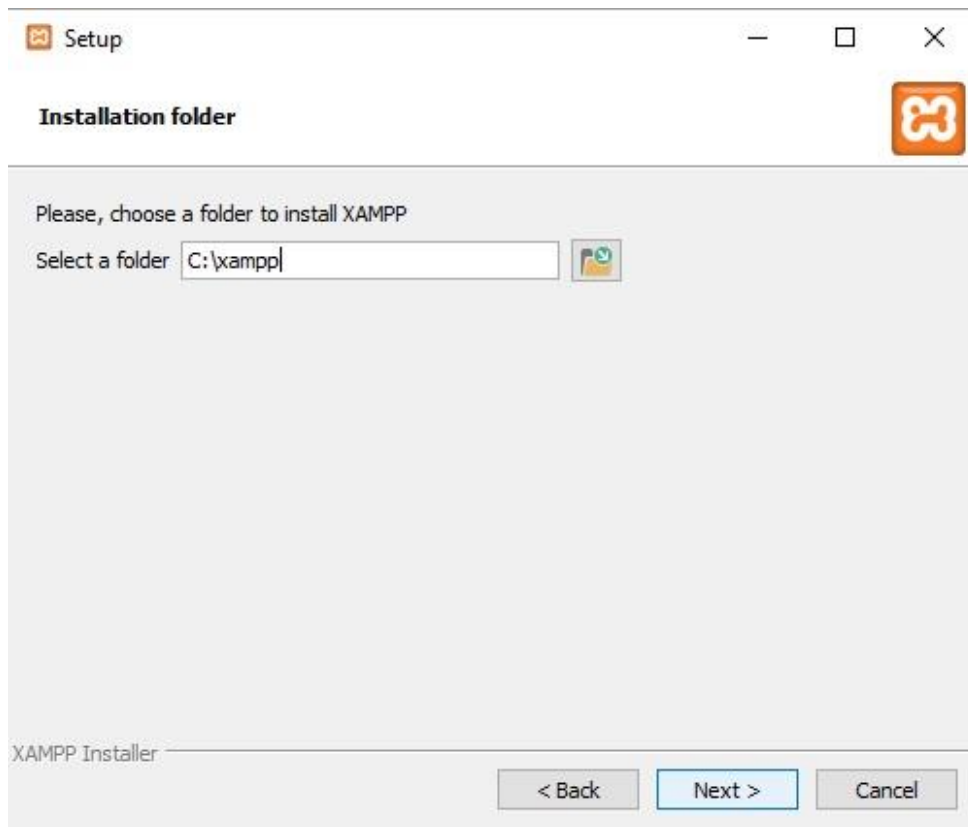 Setup
Installation folder
Please, choose a folder to install XAMPP
Select a folder C:\xampp
XAMPP Installer
< Back Next > Cancel